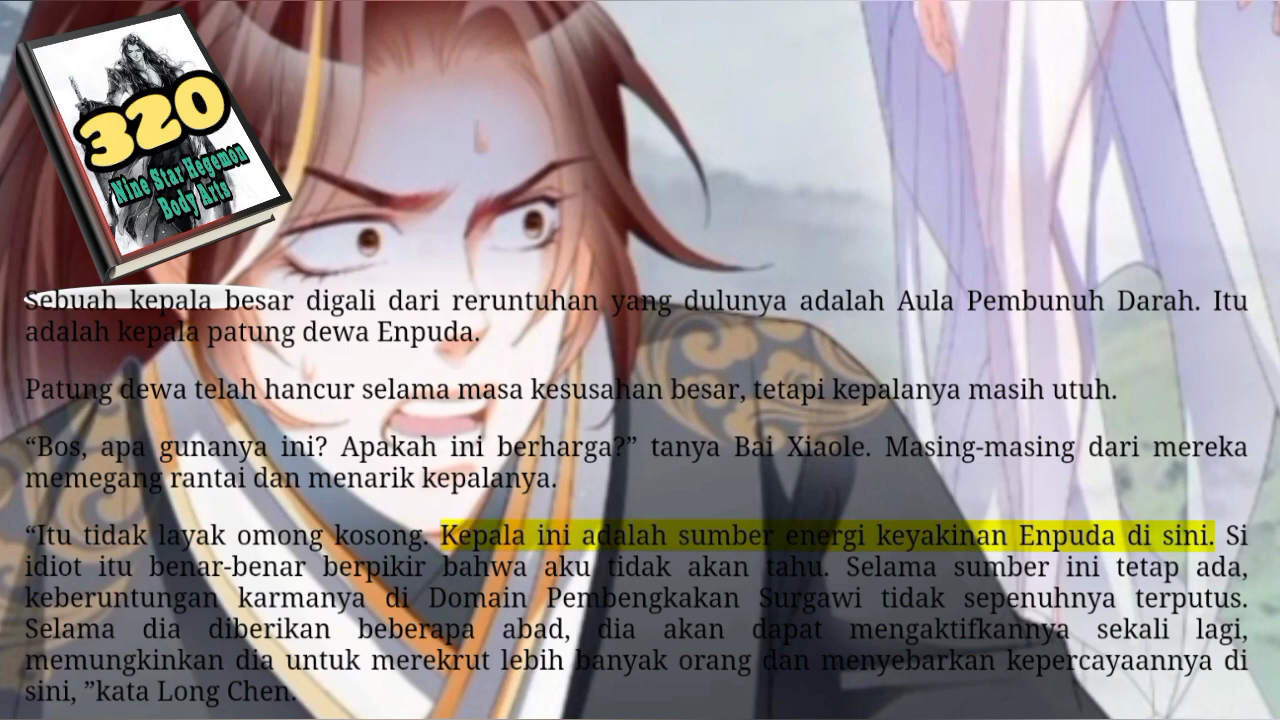 320
Nine Star Hegemon
Body Arts
Sebuah kepala besar digali dari reruntuhan yang dulunya adalah Aula Pembunuh Darah. Itu
adalah kepala patung dewa Enpuda.
Patung dewa telah hancur selama masa kesusahan besar, tetapi kepalanya masih utuh.
“Bos, apa gunanya ini? Apakah ini berharga?” tanya Bai Xiaole. Masing-masing dari mereka
memegang rantai dan menarik kepalanya.
“Itu tidak layak omong kosong. Kepala ini adalah sumber energi keyakinan Enpuda di sini. Si
idiot itu benar-benar berpikir bahwa aku tidak akan tahu. Selama sumber ini tetap ada,
keberuntungan karmanya di Domain Pembengkakan Surgawi tidak sepenuhnya terputus.
Selama dia diberikan beberapa abad, dia akan dapat mengaktifkannya sekali lagi,
memungkinkan dia untuk merekrut lebih banyak orang dan menyebarkan kepercayaannya di
sini, ”kata Long Chen.